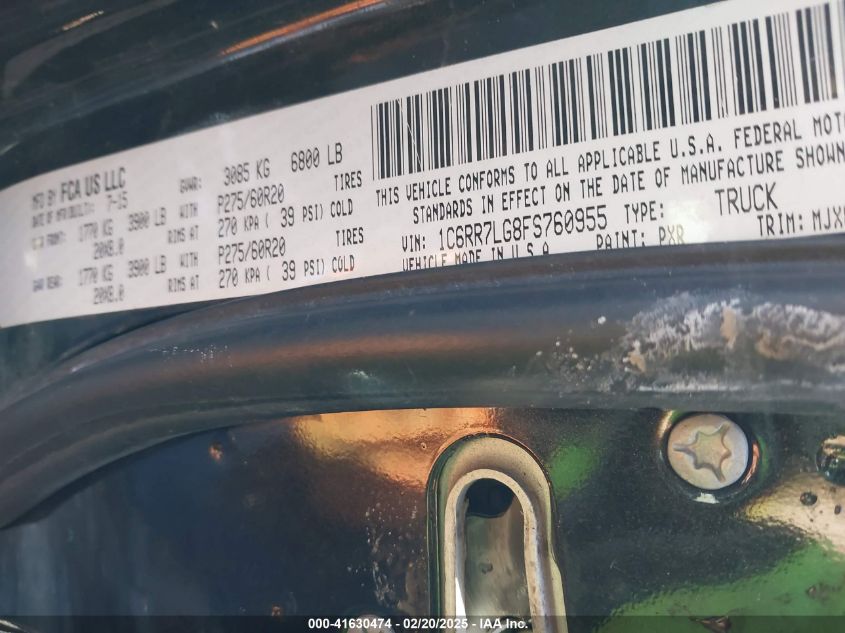 MFD BY FCA US LLC
DATE OF MFR(BUILT): 7-15 GVWR: 3085 KG 6800 LB
FRONT: 1770 KG 3900 LB WITH P275/60R20 TIRES
20X8.0 RIMS AT 270 KPA ( 39 PSI) COLD
REAR: 1770 KG 3900 LB WITH P275/60R20 TIRES
20X8.0 RIMS AT 270 KPA ( 39 PSI) COLD
THIS VEHICLE CONFORMS TO ALL APPLICABLE U.S.A. FEDERAL
STANDARDS IN EFFECT ON THE DATE OF MANUFACTURE SHOWN
VIN: 1C6RR7LG8FS760955 TYPE: TRUCK
VEHICLE MADE IN U.S.A PAINT: PXR TRIM:
000-41630474 - 02/20/2025 - IAA Inc.